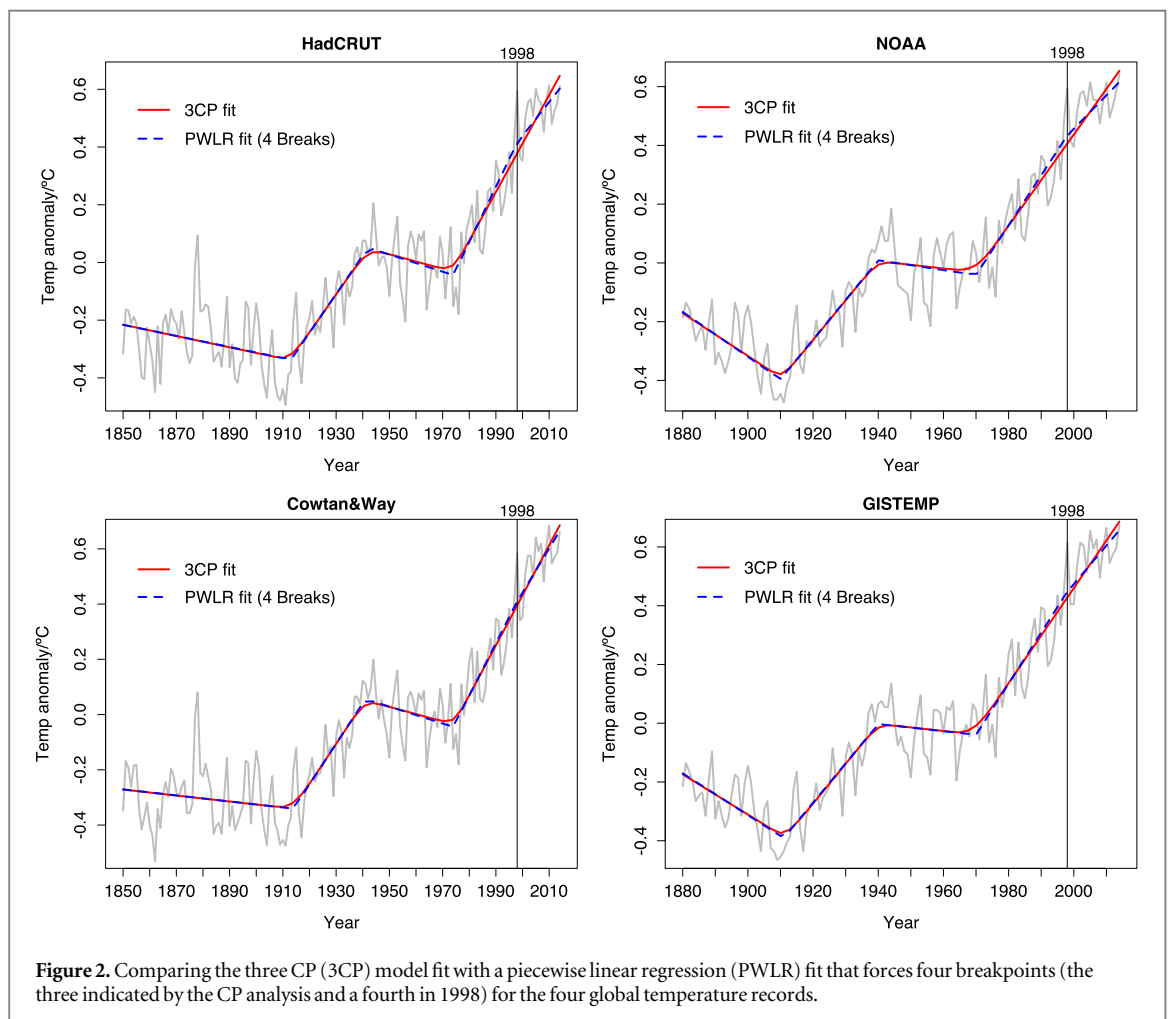 HadCRUT
1998
3CP fit
PWLR fit (4 Breaks)
Temp anomaly/ºC
0.6
0.4
0.2
0.0
-0.2
-0.4
1850 1870 1890 1910 1930 1950 1970 1990 2010
Year
NOAA
1998
3CP fit
PWLR fit (4 Breaks)
Temp anomaly/ºC
0.6
0.4
0.2
0.0
-0.2
-0.4
1880 1900 1920 1940 1960 1980 2000
Year
Cowtan&Way
1998
3CP fit
PWLR fit (4 Breaks)
Temp anomaly/ºC
0.6
0.4
0.2
0.0
-0.2
-0.4
1850 1870 1890 1910 1930 1950 1970 1990 2010
Year
GISTEMP
1998
3CP fit
PWLR fit (4 Breaks)
Temp anomaly/ºC
0.6
0.4
0.2
0.0
-0.2
-0.4
1880 1900 1920 1940 1960 1980 2000
Year
Figure 2. Comparing the three CP (3CP) model fit with a piecewise linear regression (PWLR) fit that forces four breakpoints (the
three indicated by the CP analysis and a fourth in 1998) for the four global temperature records.